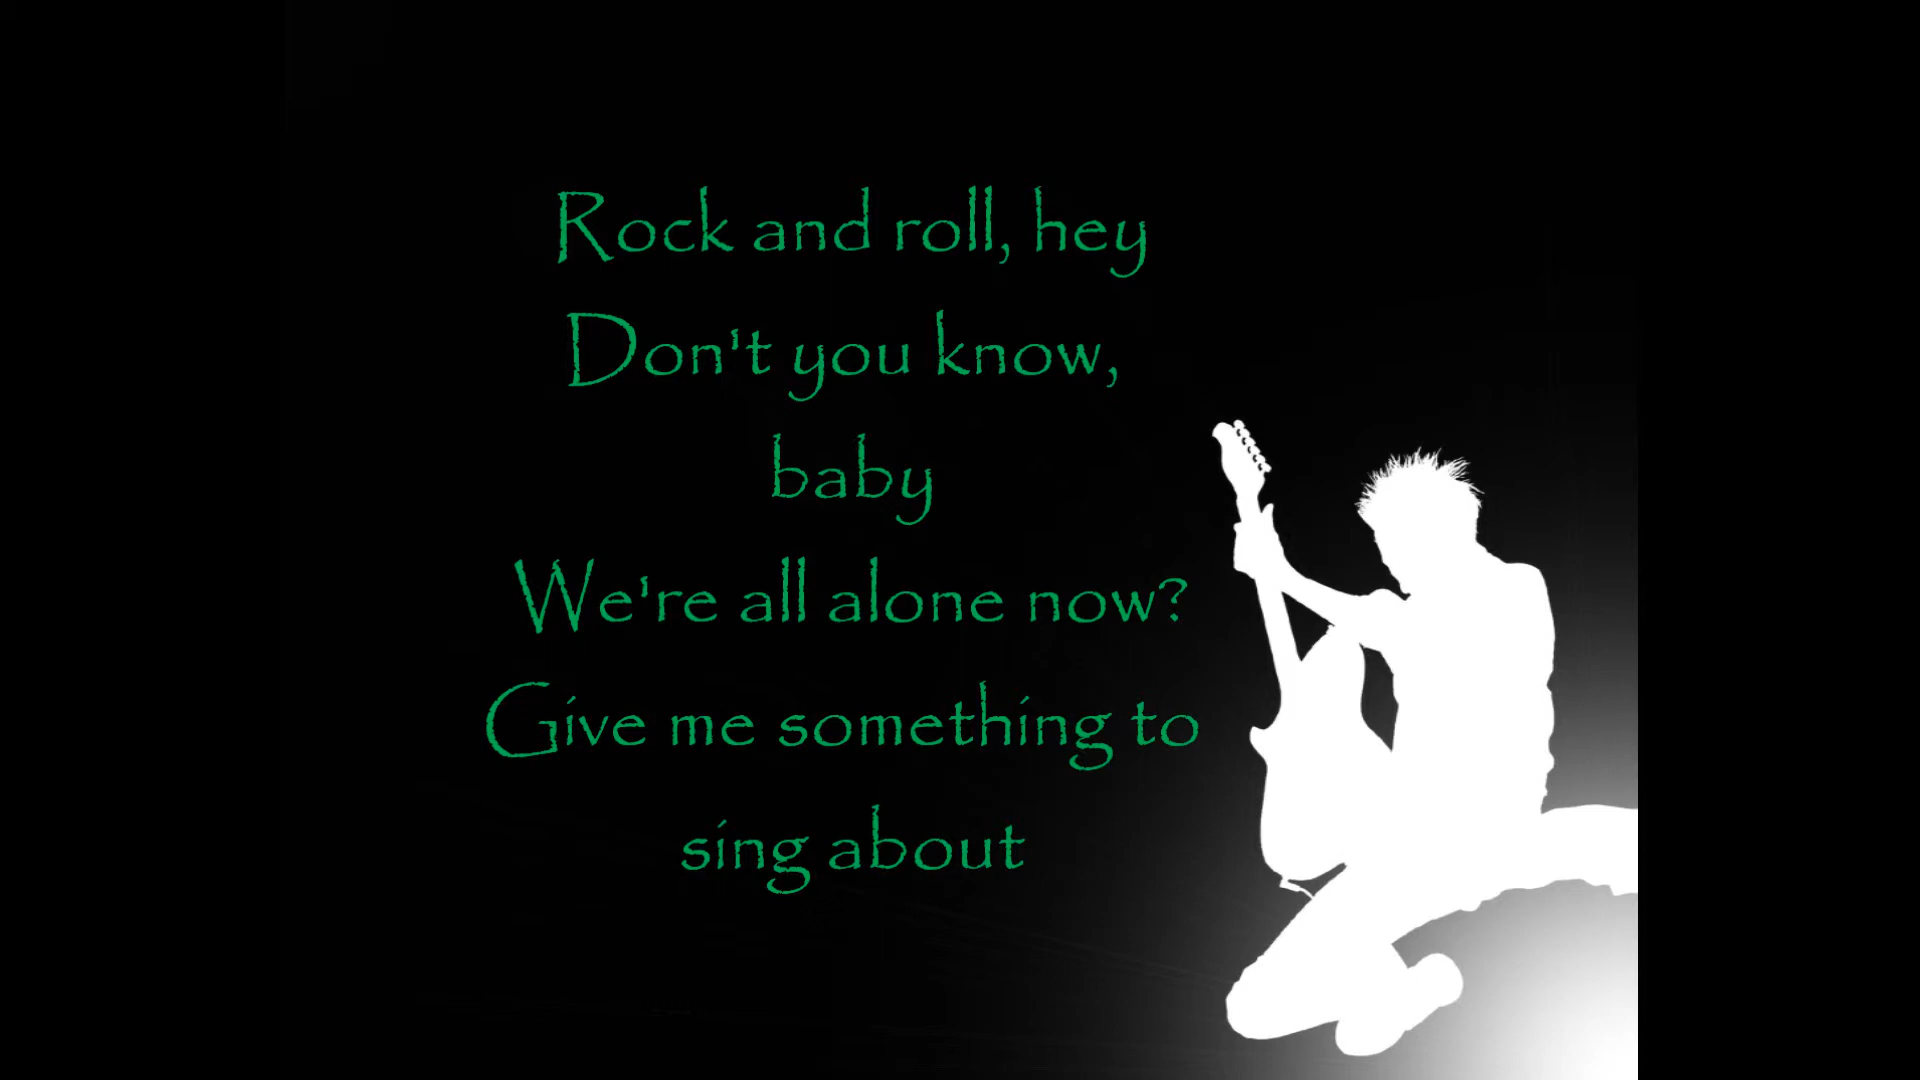 Rock and roll, hey
Don't you know,
baby
We're all alone now?
Give me something to
sing about